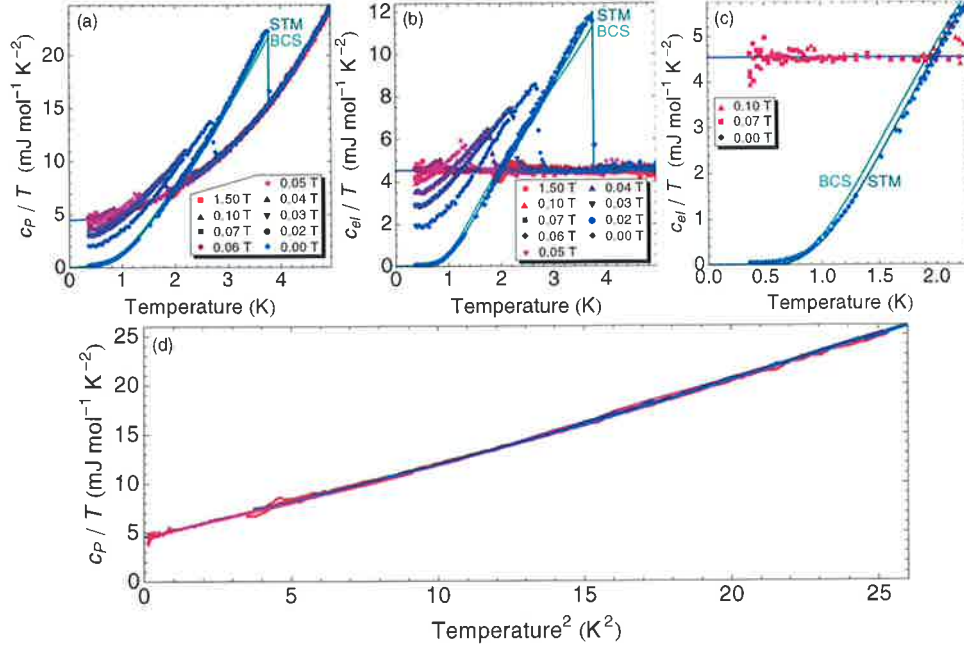 (a)
STM
BCS
c_P / T (mJ mol⁻¹ K⁻²)
20
15
10
5
0
0
1
2
3
4
Temperature (K)
0.05 T
1.50 T
0.04 T
0.10 T
0.03 T
0.07 T
0.02 T
0.06 T
0.00 T
(b)
STM
BCS
c_el / T (mJ mol⁻¹ K⁻²)
12
10
8
6
4
2
0
0
1
2
3
4
Temperature (K)
1.50 T
0.04 T
0.10 T
0.03 T
0.07 T
0.02 T
0.06 T
0.00 T
0.05 T
(c)
c_el / T (mJ mol⁻¹ K⁻²)
5
4
3
2
1
0
0.10 T
0.07 T
0.00 T
BCS
STM
0.0
0.5
1.0
1.5
2.0
Temperature (K)
(d)
c_P / T (mJ mol⁻¹ K⁻²)
25
20
15
10
5
0
0
5
10
15
20
25
Temperature² (K²)